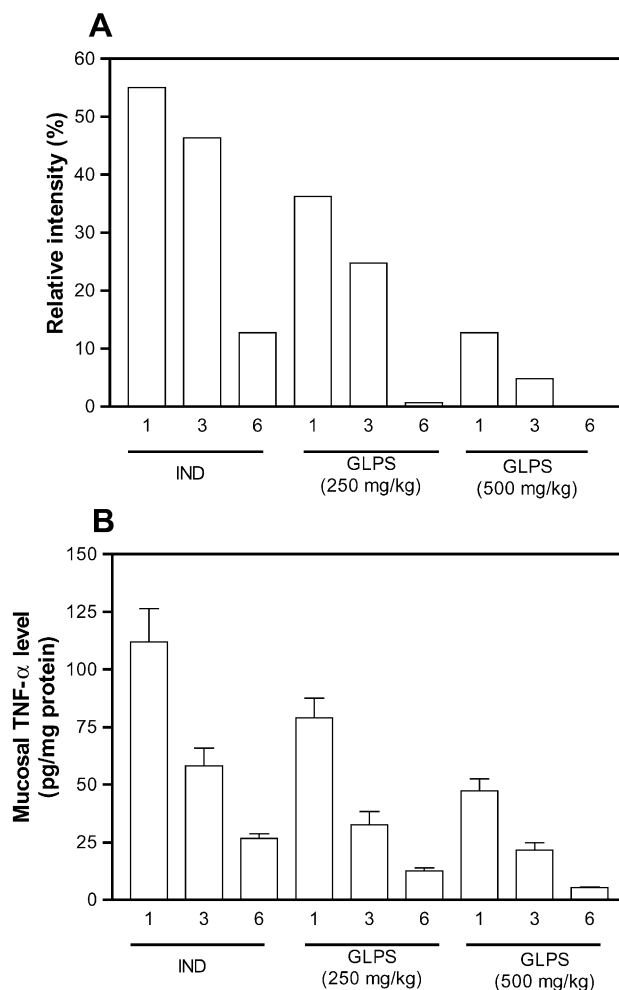 A
Relative intensity (%)
60
50
40
30
20
10
0
1 3 6 1 3 6 1 3 6
IND GLPS GLPS
(250 mg/kg) (500 mg/kg)
B
Mucosal TNF-α level
(pg/mg protein)
150
125
100
75
50
25
0
1 3 6 1 3 6 1 3 6
IND GLPS GLPS
(250 mg/kg) (500 mg/kg)